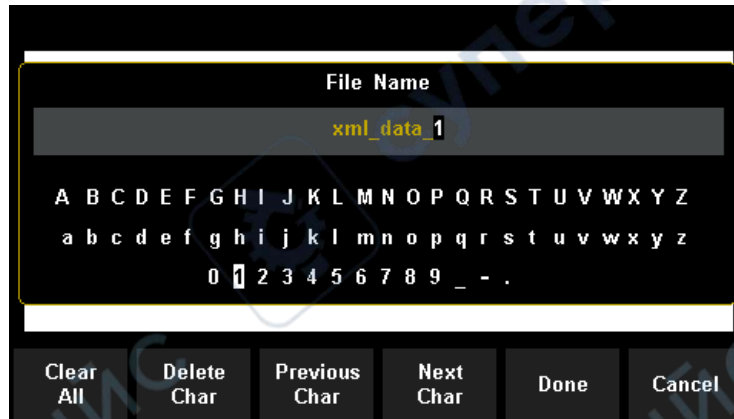 File Name
xml_data_1
A B C D E F G H I J K L M N O P Q R S T U V W X Y Z
a b c d e f g h i j k l m n o p q r s t u v w x y z
0 1 2 3 4 5 6 7 8 9 _ - .
Clear All
Delete Char
Previous Char
Next Char
Done
Cancel